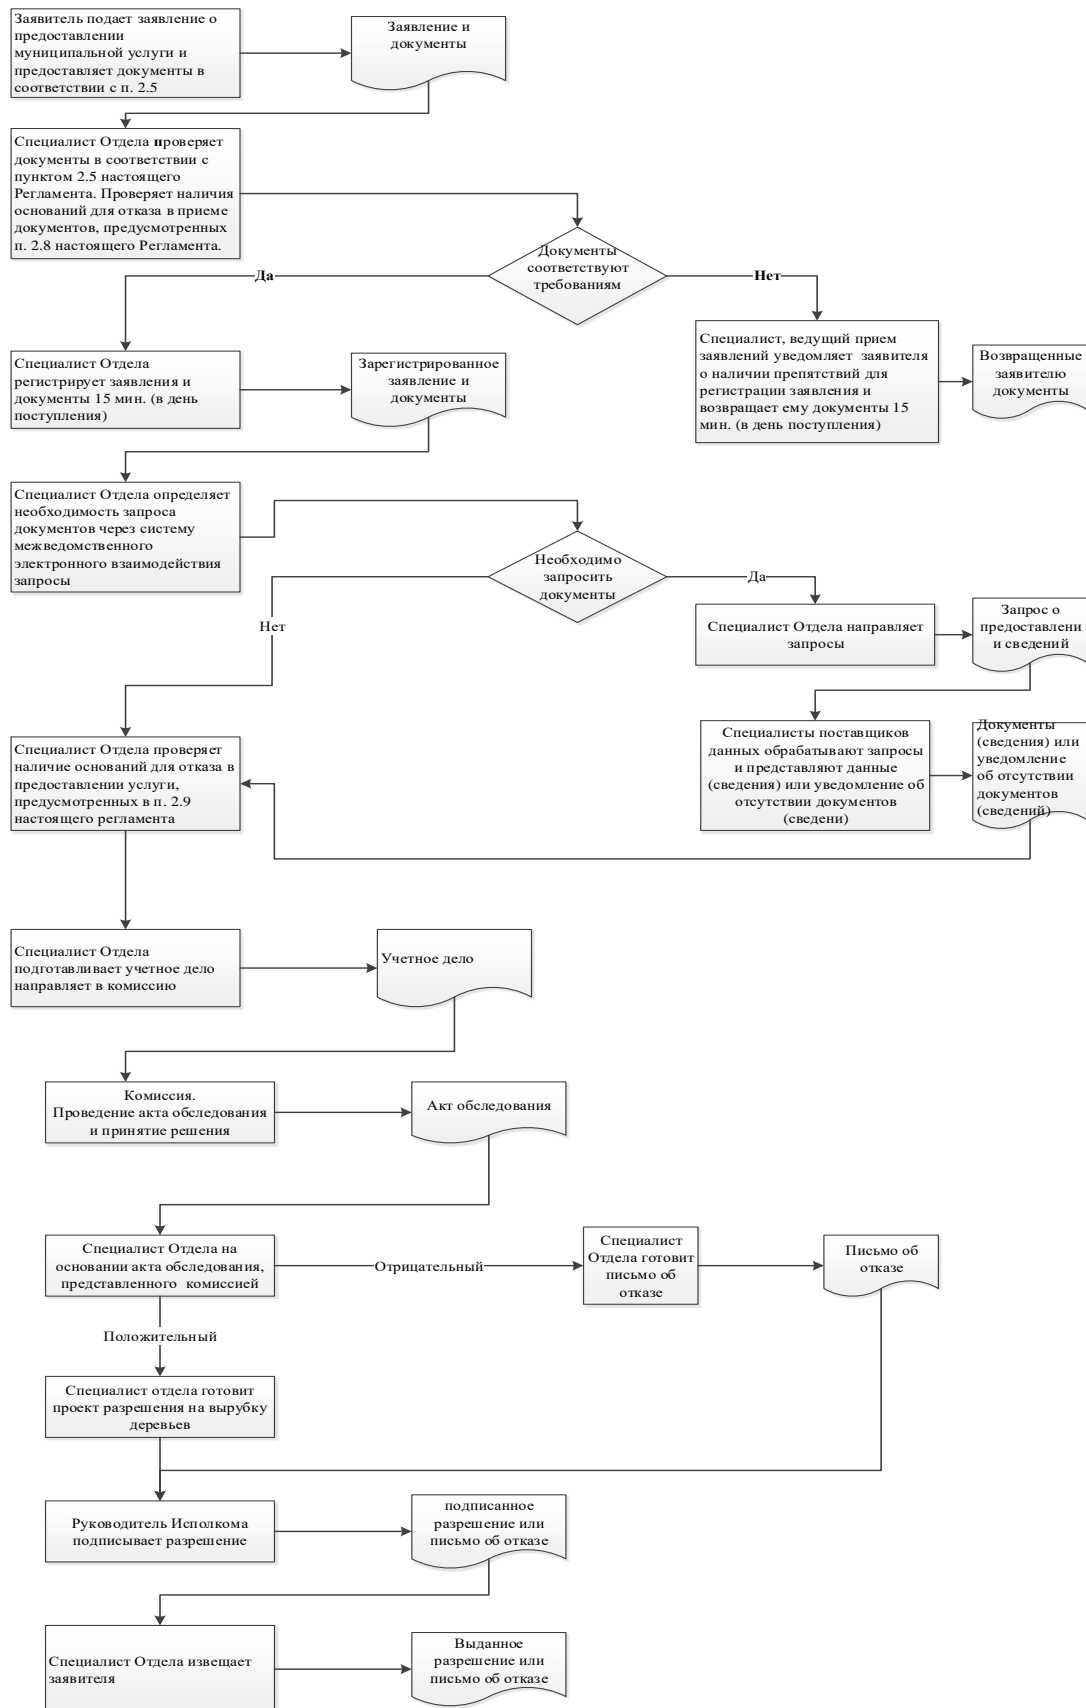 Заявитель подает заявление о
предоставлении
муниципальной услуги и
предоставляет документы в
соответствии с п. 2.5
Заявление и
документы
Специалист Отдела проверяет
документы в соответствии с
пунктом 2.5 настоящего
Регламента. Проверяет наличия
оснований для отказа в приеме
документов, предусмотренных
п. 2.8 настоящего Регламента.
Документы
соответствуют
требованиям
Да
Нет
Специалист Отдела
регистрирует заявления и
документы 15 мин. (в день
поступления)
Зарегистрированное
заявление и
документы
Специалист, ведущий прием
заявлений уведомляет заявителя
о наличии препятствий для
регистрации заявления и
возвращает ему документы 15
мин. (в день поступления)
Возвращенные
заявителю
документы
Специалист Отдела определяет
необходимость запроса
документов через систему
межведомственного
электронного взаимодействия
запросы
Необходимо
запросить
документы
Да
Нет
Специалист Отдела направляет
запросы
Запрос о
предоставлени
и сведений
Специалист Отдела проверяет
наличие оснований для отказа в
предоставлении услуги,
предусмотренных в п. 2.9
настоящего регламента
Специалисты поставщиков
данных обрабатывают запросы
и представляют данные
(сведения) или уведомление об
отсутствии документов
(сведени)
Документы
(сведения) или
уведомление
об отсутствии
документов
(сведений)
Специалист Отдела
подготавливает учетное дело
направляет в комиссию
Учетное дело
Комиссия.
Проведение акта обследования
и принятие решения
Акт обследования
Специалист Отдела на
основании акта обследования,
представленного комиссией
Отрицательный
Специалист
Отдела готовит
письмо об
отказе
Письмо об
отказе
Положительный
Специалист отдела готовит
проект разрешения на вырубку
деревьев
Руководитель Исполкома
подписывает разрешение
подписанное
разрешение или
письмо об отказе
Специалист Отдела извещает
заявителя
Выданное
разрешение или
письмо об отказе